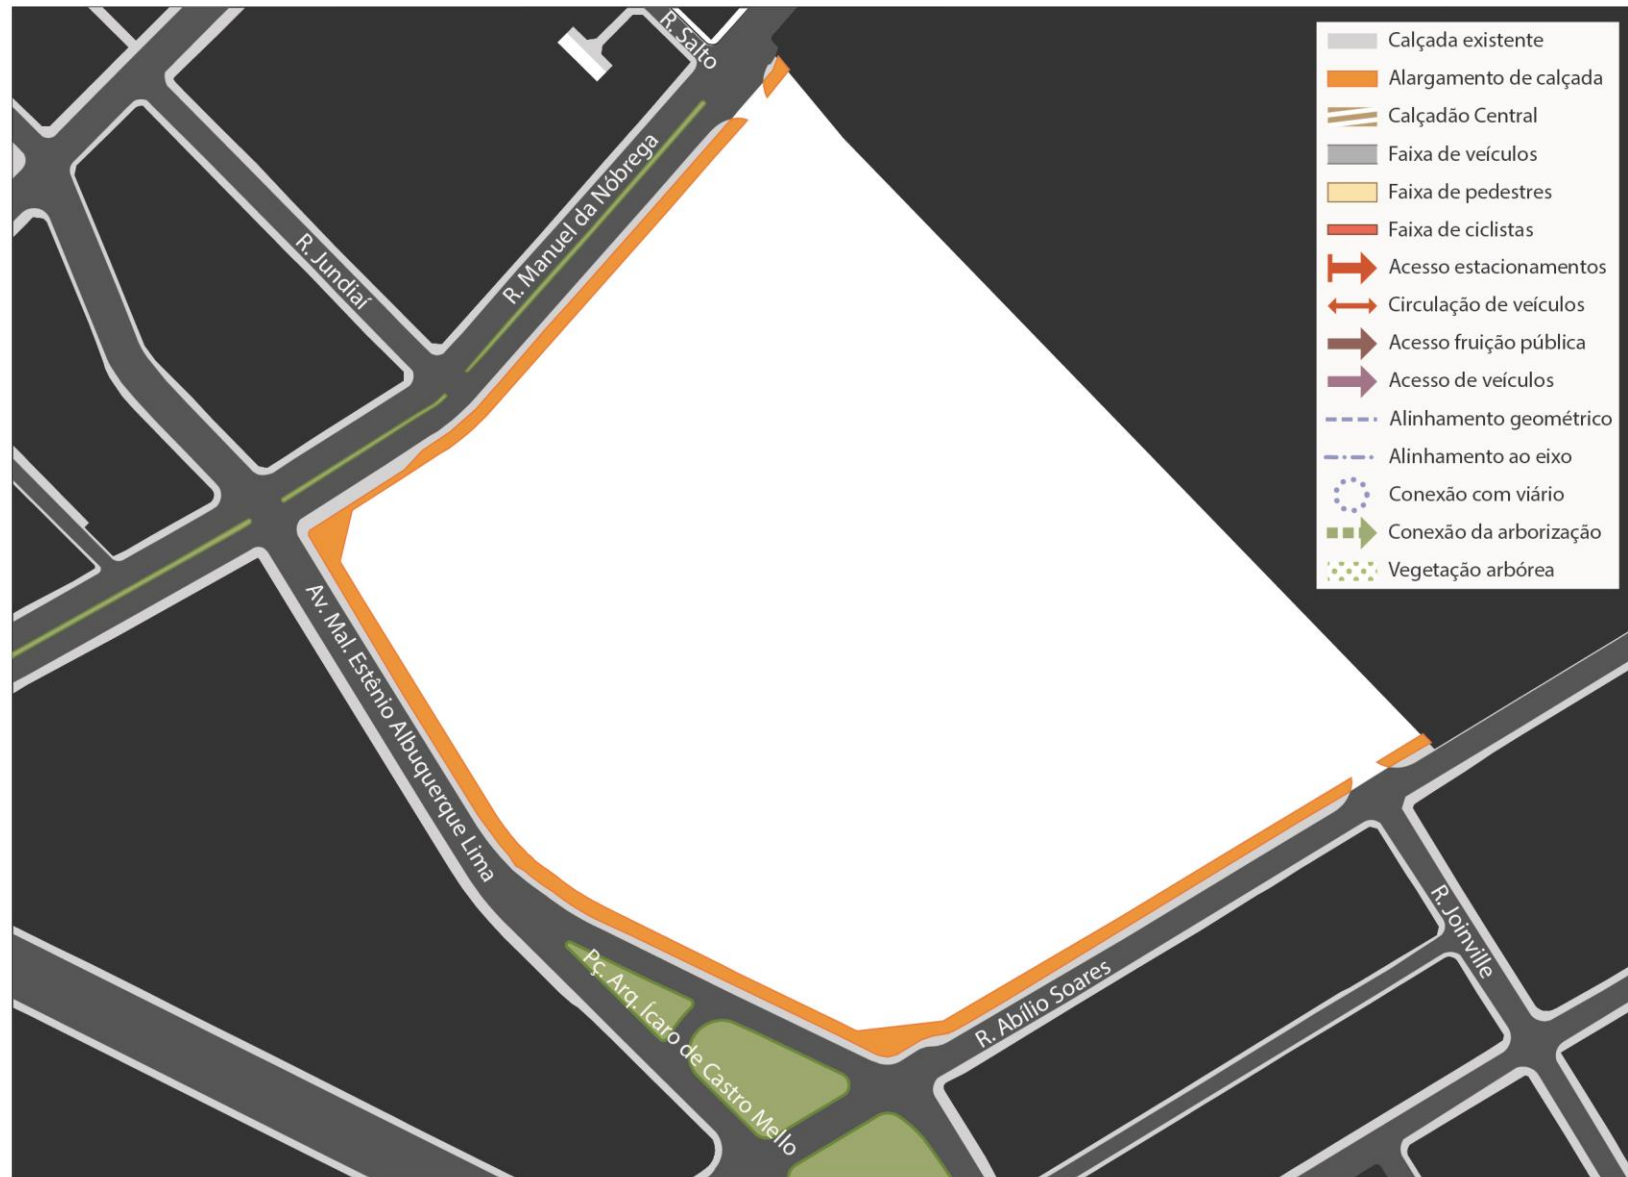 R. Salto
R. Manuel da Nóbrega
R. Jundiaí
Av. Mal. Estênio Albuquerque Lima
Pç. Arq. Ícaro de Castro Mello
R. Abílio Soares
R. Joinville
Calçada existente
Alargamento de calçada
Calçadão Central
Faixa de veículos
Faixa de pedestres
Faixa de ciclistas
Acesso estacionamentos
Circulação de veículos
Acesso fruição pública
Acesso de veículos
Alinhamento geométrico
Alinhamento ao eixo
Conexão com viário
Conexão da arborização
Vegetação arbórea